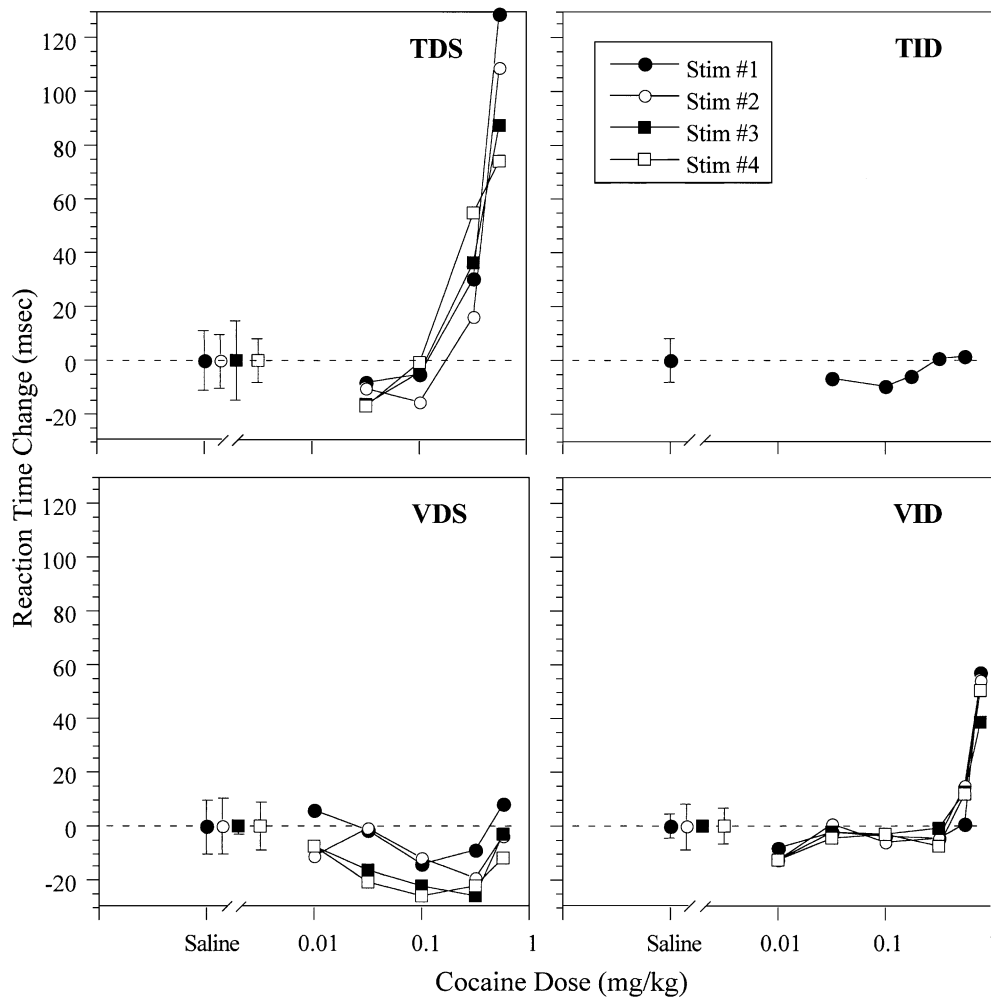 TDS
TID
120
100
80
60
40
20
0
-20
Stim #1
Stim #2
Stim #3
Stim #4
Reaction Time Change (msec)
VDS
VID
120
100
80
60
40
20
0
-20
Saline 0.01 0.1 1
Saline 0.01 0.1
Cocaine Dose (mg/kg)